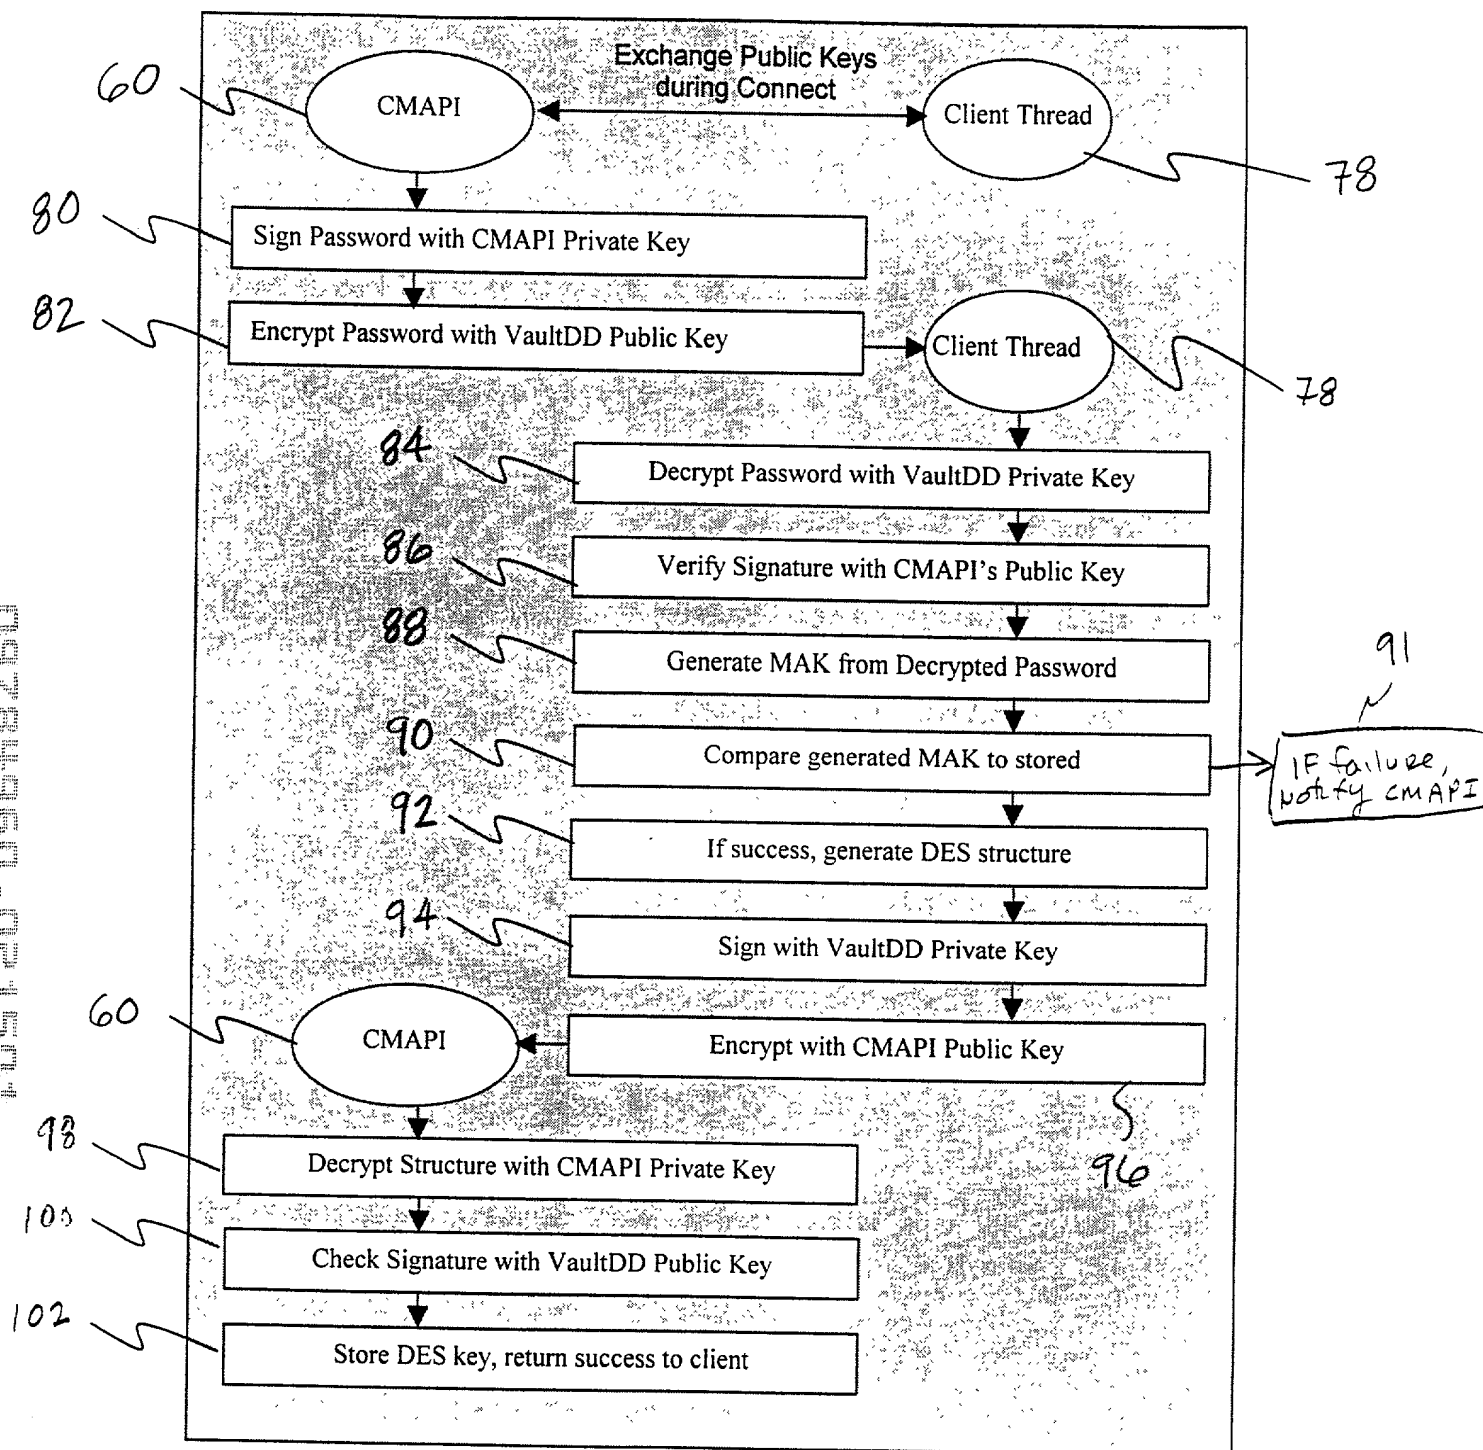 Exchange Public Keys
during Connect
60
CMAPI
Client Thread
78
80
Sign Password with CMAPI Private Key
82
Encrypt Password with VaultDD Public Key
Client Thread
78
84
Decrypt Password with VaultDD Private Key
86
Verify Signature with CMAPI's Public Key
88
Generate MAK from Decrypted Password
91
90
Compare generated MAK to stored
IF failure,
Notify CMAPI
92
If success, generate DES structure
94
Sign with VaultDD Private Key
60
CMAPI
Encrypt with CMAPI Public Key
96
98
Decrypt Structure with CMAPI Private Key
100
Check Signature with VaultDD Public Key
102
Store DES key, return success to client